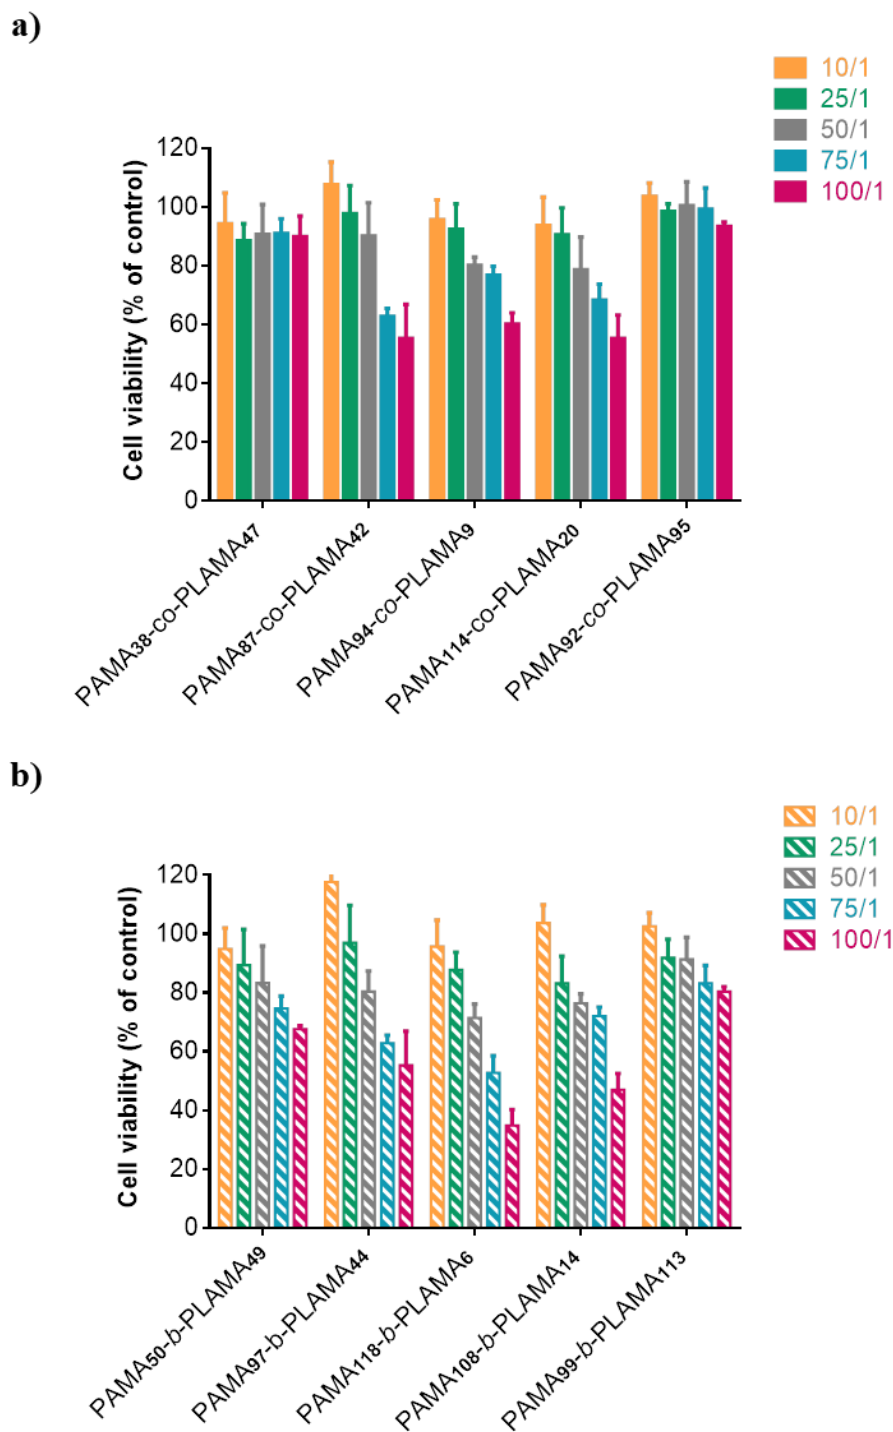 a)
10/1
25/1
50/1
75/1
100/1
Cell viability (% of control)
120
100
80
60
40
20
0
PAMA38-co-PLAMA47
PAMA87-co-PLAMA42
PAMA94-co-PLAMA9
PAMA114-co-PLAMA20
PAMA92-co-PLAMA95
b)
10/1
25/1
50/1
75/1
100/1
Cell viability (% of control)
120
100
80
60
40
20
0
PAMA50-b-PLAMA49
PAMA97-b-PLAMA44
PAMA118-b-PLAMA6
PAMA108-b-PLAMA14
PAMA99-b-PLAMA113